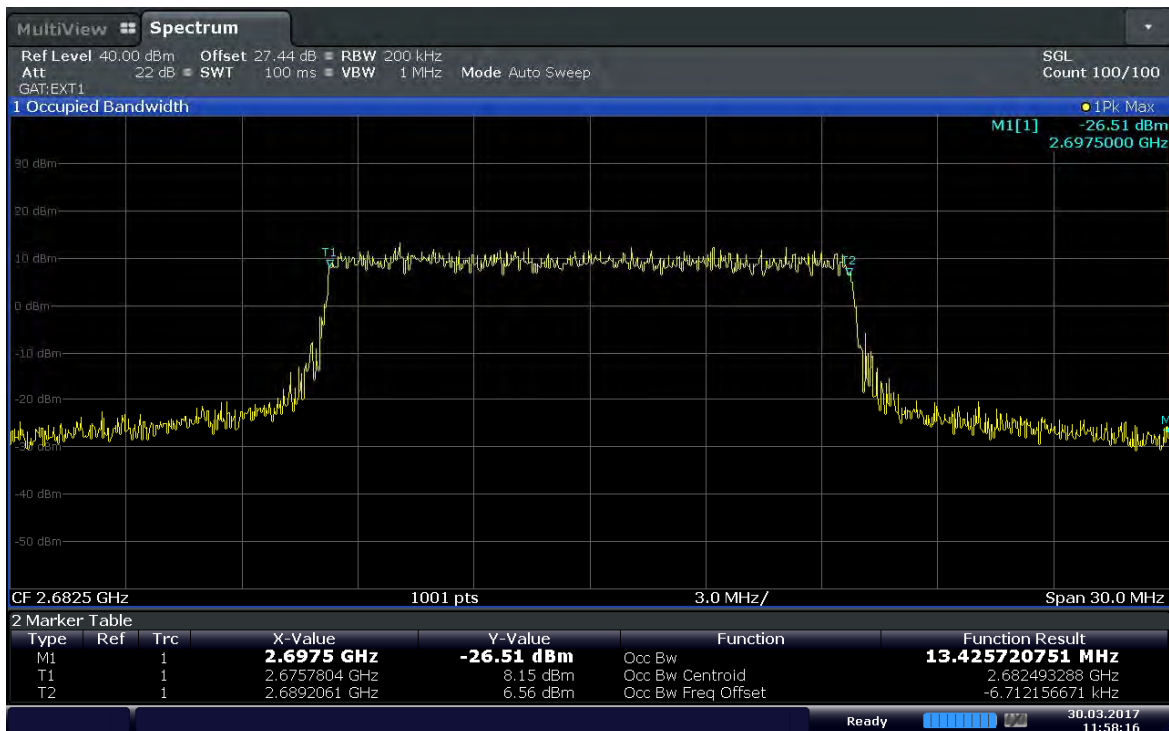 MultiView Spectrum
Ref Level 40.00 dBm Offset 27.44 dB RBW 200 kHz SGL
Att 22 dB SWT 100 ms VBW 1 MHz Mode Auto Sweep Count 100/100
GAT:EXT1
1 Occupied Bandwidth 1Pk Max
M1[1] -26.51 dBm
2.6975000 GHz
30 dBm
20 dBm
T1
10 dBm
T2
0 dBm
-10 dBm
-20 dBm
M
-30 dBm
-40 dBm
-50 dBm
CF 2.6825 GHz 1001 pts 3.0 MHz/ Span 30.0 MHz
2 Marker Table
Type Ref Trc X-Value Y-Value Function Function Result
M1 1 2.6975 GHz -26.51 dBm Occ Bw 13.425720751 MHz
T1 1 2.6757804 GHz 8.15 dBm Occ Bw Centroid 2.682493288 GHz
T2 1 2.6892061 GHz 6.56 dBm Occ Bw Freq Offset -6.712156671 kHz
Ready 30.03.2017
11:58:16